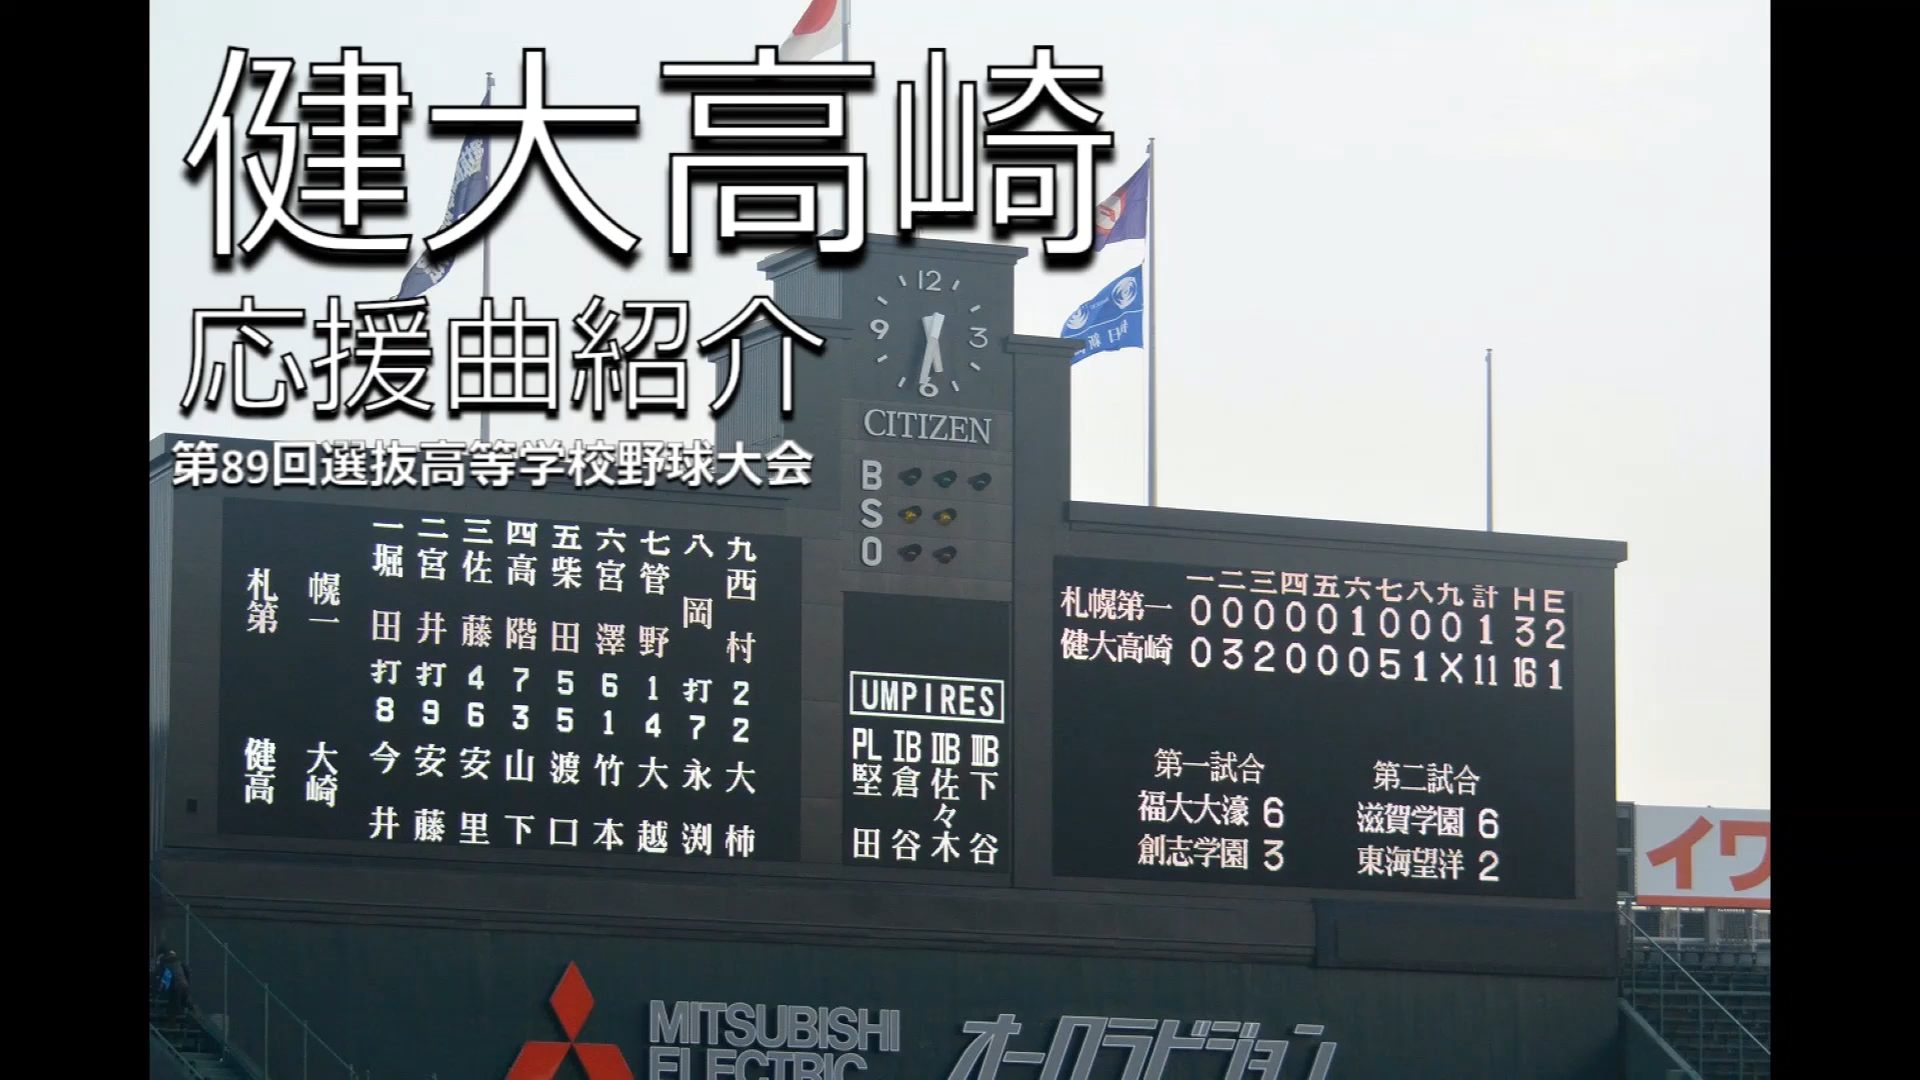 健大高崎
応援曲紹介
第89回選抜高等学校野球大会
12
9 3
6
CITIZEN
B
S
O
一 二 三 四 五 六 七 八 九
札幌第一
堀田 宮井 佐藤 高階 柴田 宮澤 管野 岡 西村
打 打 4 7 5 6 1 打 2
8 9 6 3 5 1 4 7 2
健大高崎
今井 安藤 安里 山下 渡口 竹本 大越 永渕 大柿
UMPIRES
PL IB IIB IIIB
堅田 倉谷 佐々木 下谷
一二三四五六七八九計 H E
札幌第一 0 0 0 0 0 1 0 0 0 1 3 2
健大高崎 0 3 2 0 0 0 5 1 X 11 16 1
第一試合
福大大濠 6
創志学園 3
第二試合
滋賀学園 6
東海望洋 2
イワ
MITSUBISHI
ELECTRIC
オーロラビジョン